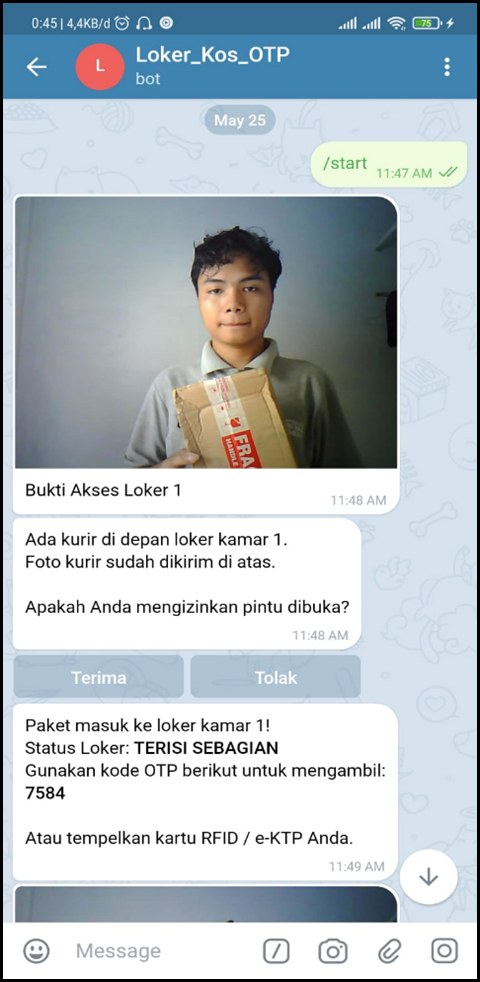 0:45 | 4,4KB/d
75
L
Loker_Kos_OTP
bot
May 25
/start
11:47 AM
FRA
HANDLE
Bukti Akses Loker 1
11:48 AM
Ada kurir di depan loker kamar 1.
Foto kurir sudah dikirim di atas.
Apakah Anda mengizinkan pintu dibuka?
11:48 AM
Terima
Tolak
Paket masuk ke loker kamar 1!
Status Loker: TERISI SEBAGIAN
Gunakan kode OTP berikut untuk mengambil:
7584
Atau tempelkan kartu RFID / e-KTP Anda.
11:49 AM
Message